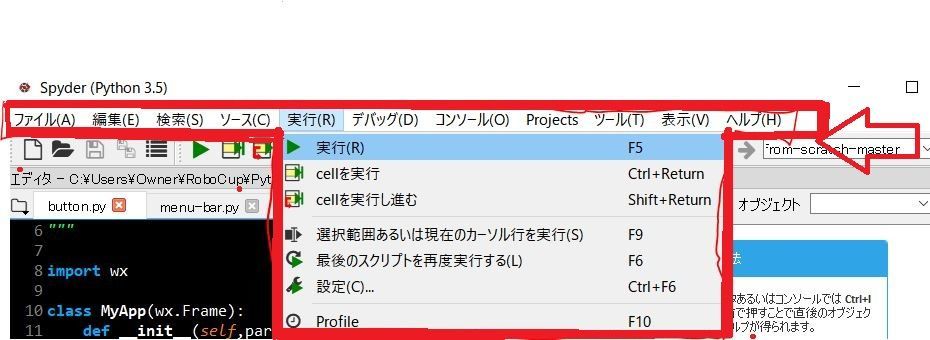 Spyder (Python 3.5)
ファイル(A) 編集(E) 検索(S) ソース(C) 実行(R) デバッグ(D) コンソール(O) Projects ツール(T) 表示(V) ヘルプ(H)
実行(R) F5
from-scratch-master
エディタ - C:¥Users¥Owner¥RoboCup¥Pyt
cellを実行 Ctrl+Return
button.py menu-bar.py
cellを実行し進む Shift+Return
オブジェクト
6 """
7
選択範囲あるいは現在のカーソル行を実行(S) F9
8 import wx
最後のスクリプトを再度実行する(L) F6
法
9
設定(C)... Ctrl+F6
あるいはコンソールでは Ctrl+I
10 class MyApp(wx.Frame):
で押すことで直後のオブジェク
11 def __init__(self,par
Profile F10
ルプが得られます。